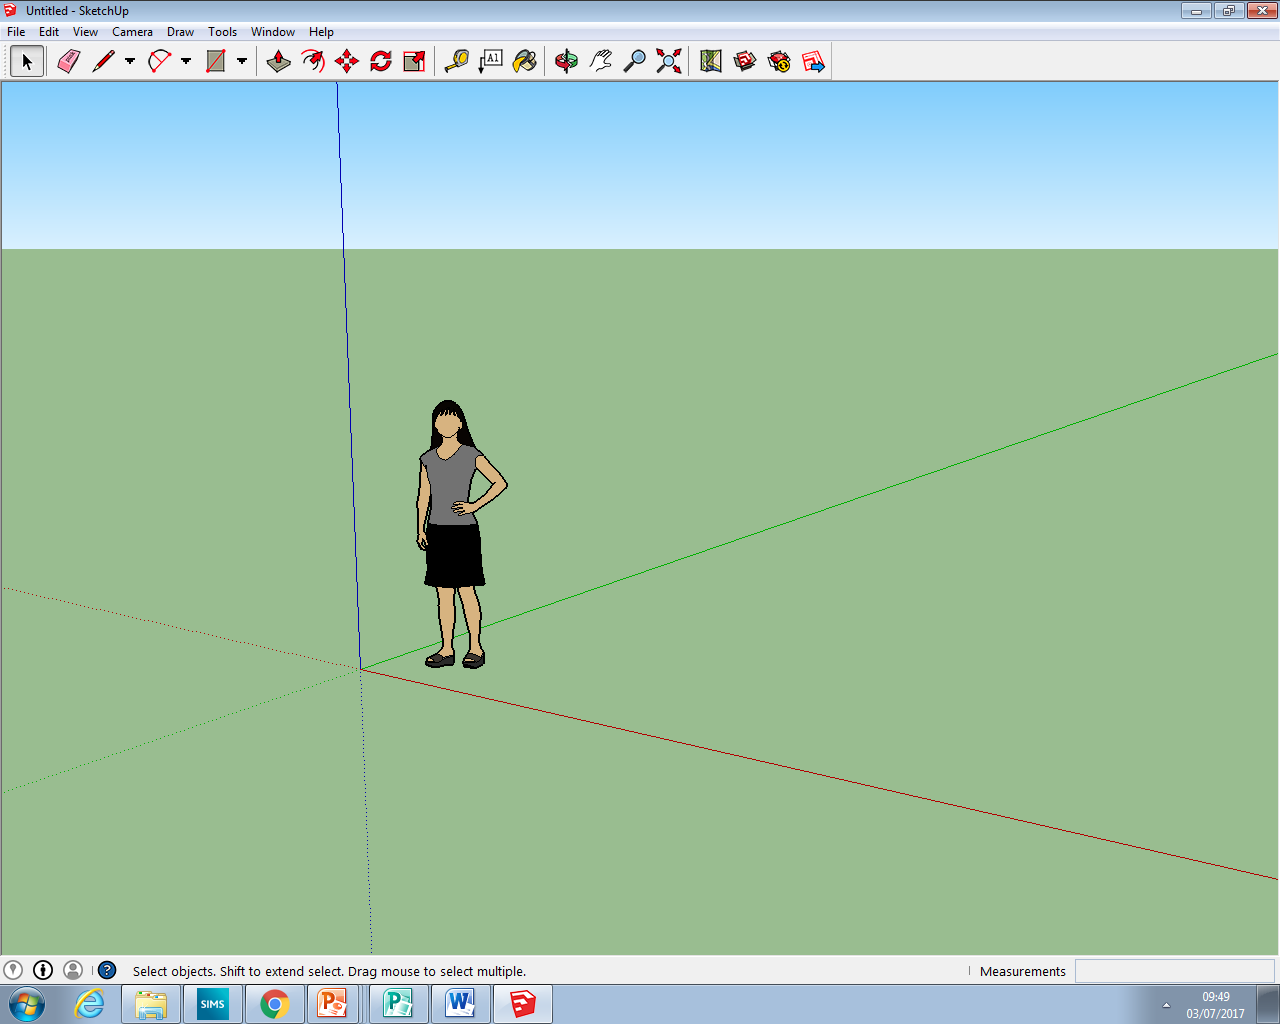 Untitled - SketchUp
File Edit View Camera Draw Tools Window Help
A1
Select objects. Shift to extend select. Drag mouse to select multiple.
Measurements
SIMS
09:49
03/07/2017